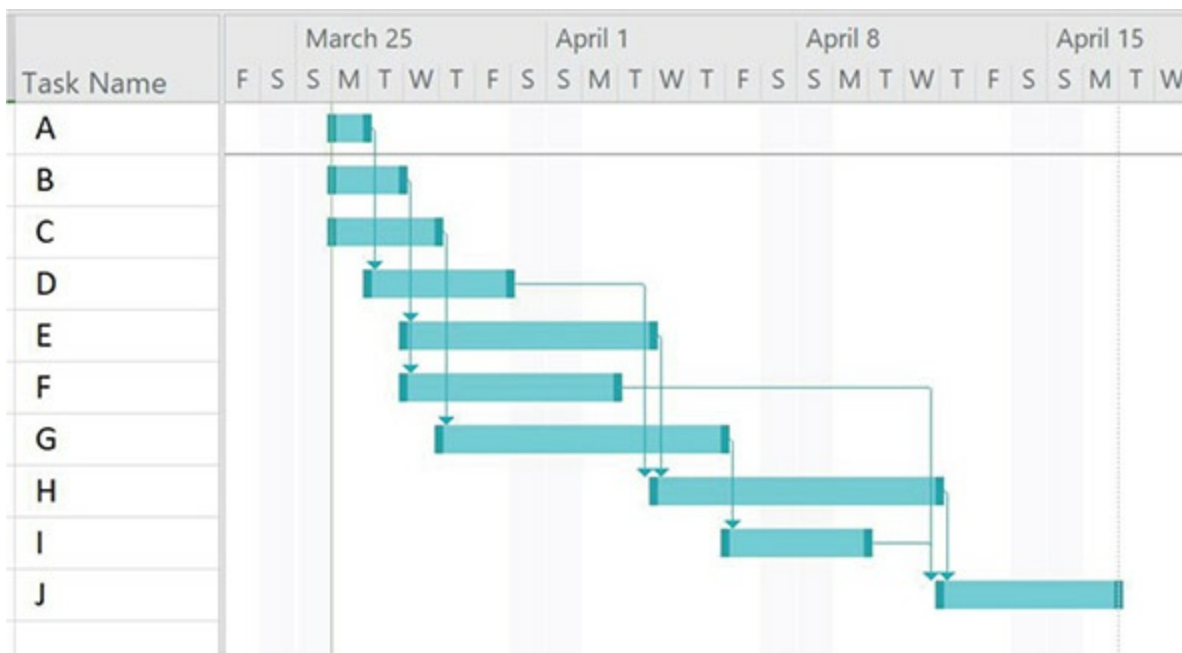 March 25 April 1 April 8 April 15
Task Name F S S M T W T F S S M T W T F S S M T W T F S S M T W
A
B
C
D
E
F
G
H
I
J